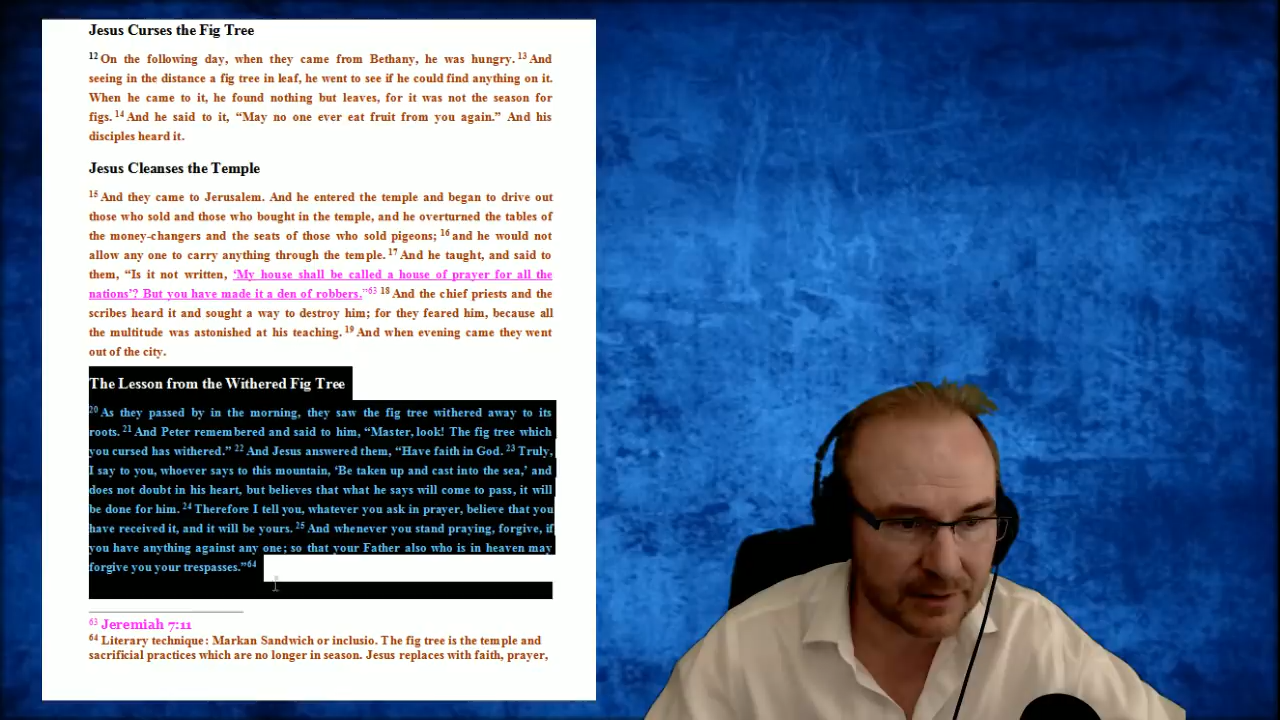 Jesus Curses the Fig Tree
12 On the following day, when they came from Bethany, he was hungry. 13 And
seeing in the distance a fig tree in leaf, he went to see if he could find anything on it.
When he came to it, he found nothing but leaves, for it was not the season for
figs. 14 And he said to it, “May no one ever eat fruit from you again.” And his
disciples heard it.
Jesus Cleanses the Temple
15 And they came to Jerusalem. And he entered the temple and began to drive out
those who sold and those who bought in the temple, and he overturned the tables of
the money-changers and the seats of those who sold pigeons; 16 and he would not
allow any one to carry anything through the temple. 17 And he taught, and said to
them, “Is it not written, ‘My house shall be called a house of prayer for all the
nations’? But you have made it a den of robbers.”63 18 And the chief priests and the
scribes heard it and sought a way to destroy him; for they feared him, because all
the multitude was astonished at his teaching. 19 And when evening came they went
out of the city.
The Lesson from the Withered Fig Tree
20 As they passed by in the morning, they saw the fig tree withered away to its
roots. 21 And Peter remembered and said to him, “Master, look! The fig tree which
you cursed has withered.” 22 And Jesus answered them, “Have faith in God. 23 Truly,
I say to you, whoever says to this mountain, ‘Be taken up and cast into the sea,’ and
does not doubt in his heart, but believes that what he says will come to pass, it will
be done for him. 24 Therefore I tell you, whatever you ask in prayer, believe that you
have received it, and it will be yours. 25 And whenever you stand praying, forgive, if
you have anything against any one; so that your Father also who is in heaven may
forgive you your trespasses.”64
63 Jeremiah 7:11
64 Literary technique: Markan Sandwich or inclusio. The fig tree is the temple and
sacrificial practices which are no longer in season. Jesus replaces with faith, prayer,